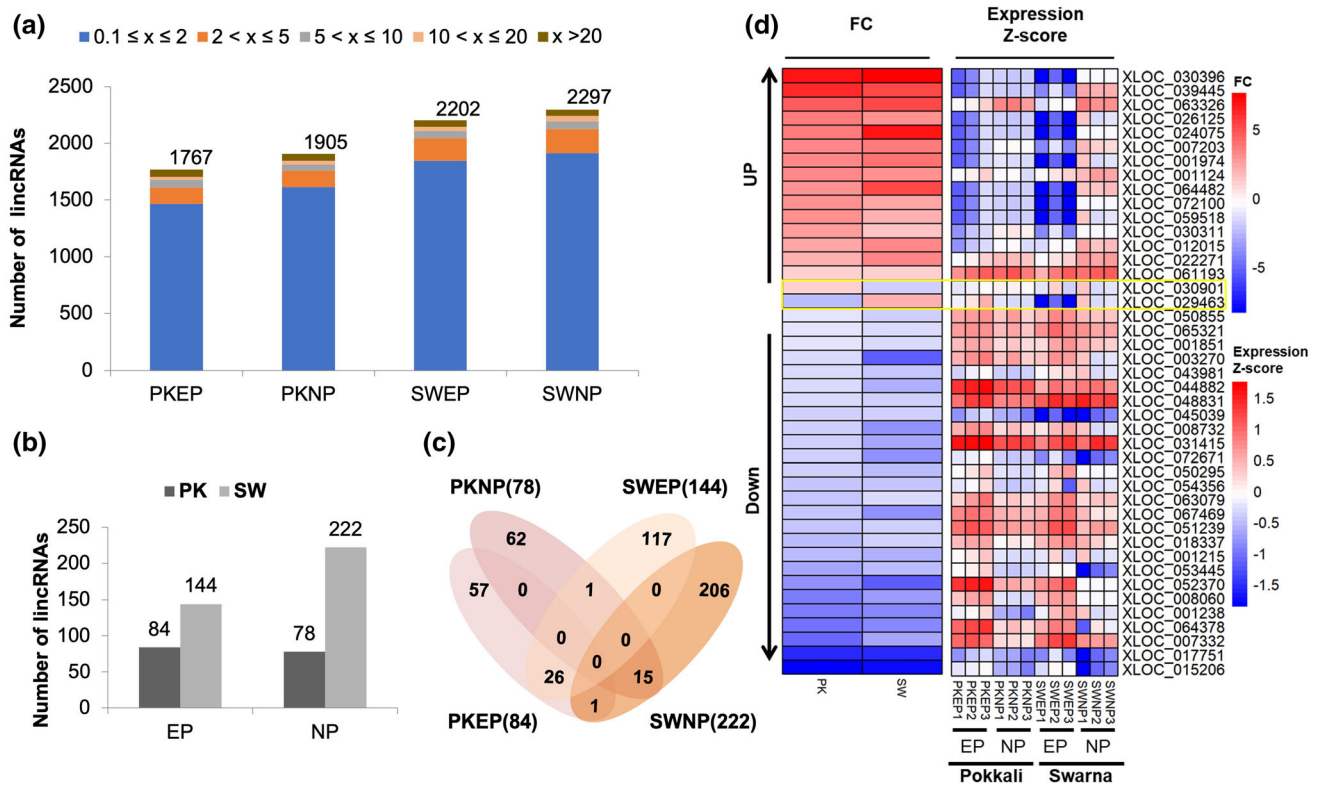 (a)
0.1 ≤ x ≤ 2 2 < x ≤ 5 5 < x ≤ 10 10 < x ≤ 20 x >20
Number of lincRNAs
2500
2000
1500
1000
500
0
1767
1905
2202
2297
PKEP PKNP SWEP SWNP
(b)
PK SW
Number of lincRNAs
250
200
150
100
50
0
84
144
78
222
EP NP
(c)
PKNP(78)
SWEP(144)
62
117
57
0
1
0
206
0
0
0
26
15
1
PKEP(84)
SWNP(222)
(d)
FC
Expression
Z-score
UP
Down
XLOC_030396
XLOC_039445
XLOC_063326
XLOC_026125
XLOC_024075
XLOC_007203
XLOC_001974
XLOC_001124
XLOC_064482
XLOC_072100
XLOC_059518
XLOC_030311
XLOC_012015
XLOC_022271
XLOC_061193
XLOC_030901
XLOC_029463
XLOC_050855
XLOC_065321
XLOC_001851
XLOC_003270
XLOC_043981
XLOC_044882
XLOC_048831
XLOC_045039
XLOC_008732
XLOC_031415
XLOC_072671
XLOC_050295
XLOC_054356
XLOC_063079
XLOC_067469
XLOC_051239
XLOC_018337
XLOC_001215
XLOC_053445
XLOC_052370
XLOC_008060
XLOC_001238
XLOC_064378
XLOC_007332
XLOC_017751
XLOC_015206
PK
SW
PKEP1
PKEP2
PKEP3
PKNP1
PKNP2
PKNP3
SWEP1
SWEP2
SWEP3
SWNP1
SWNP2
SWNP3
EP NP EP NP
Pokkali Swarna
FC
5
0
-5
Expression
Z-score
1.5
1
0.5
0
-0.5
-1
-1.5